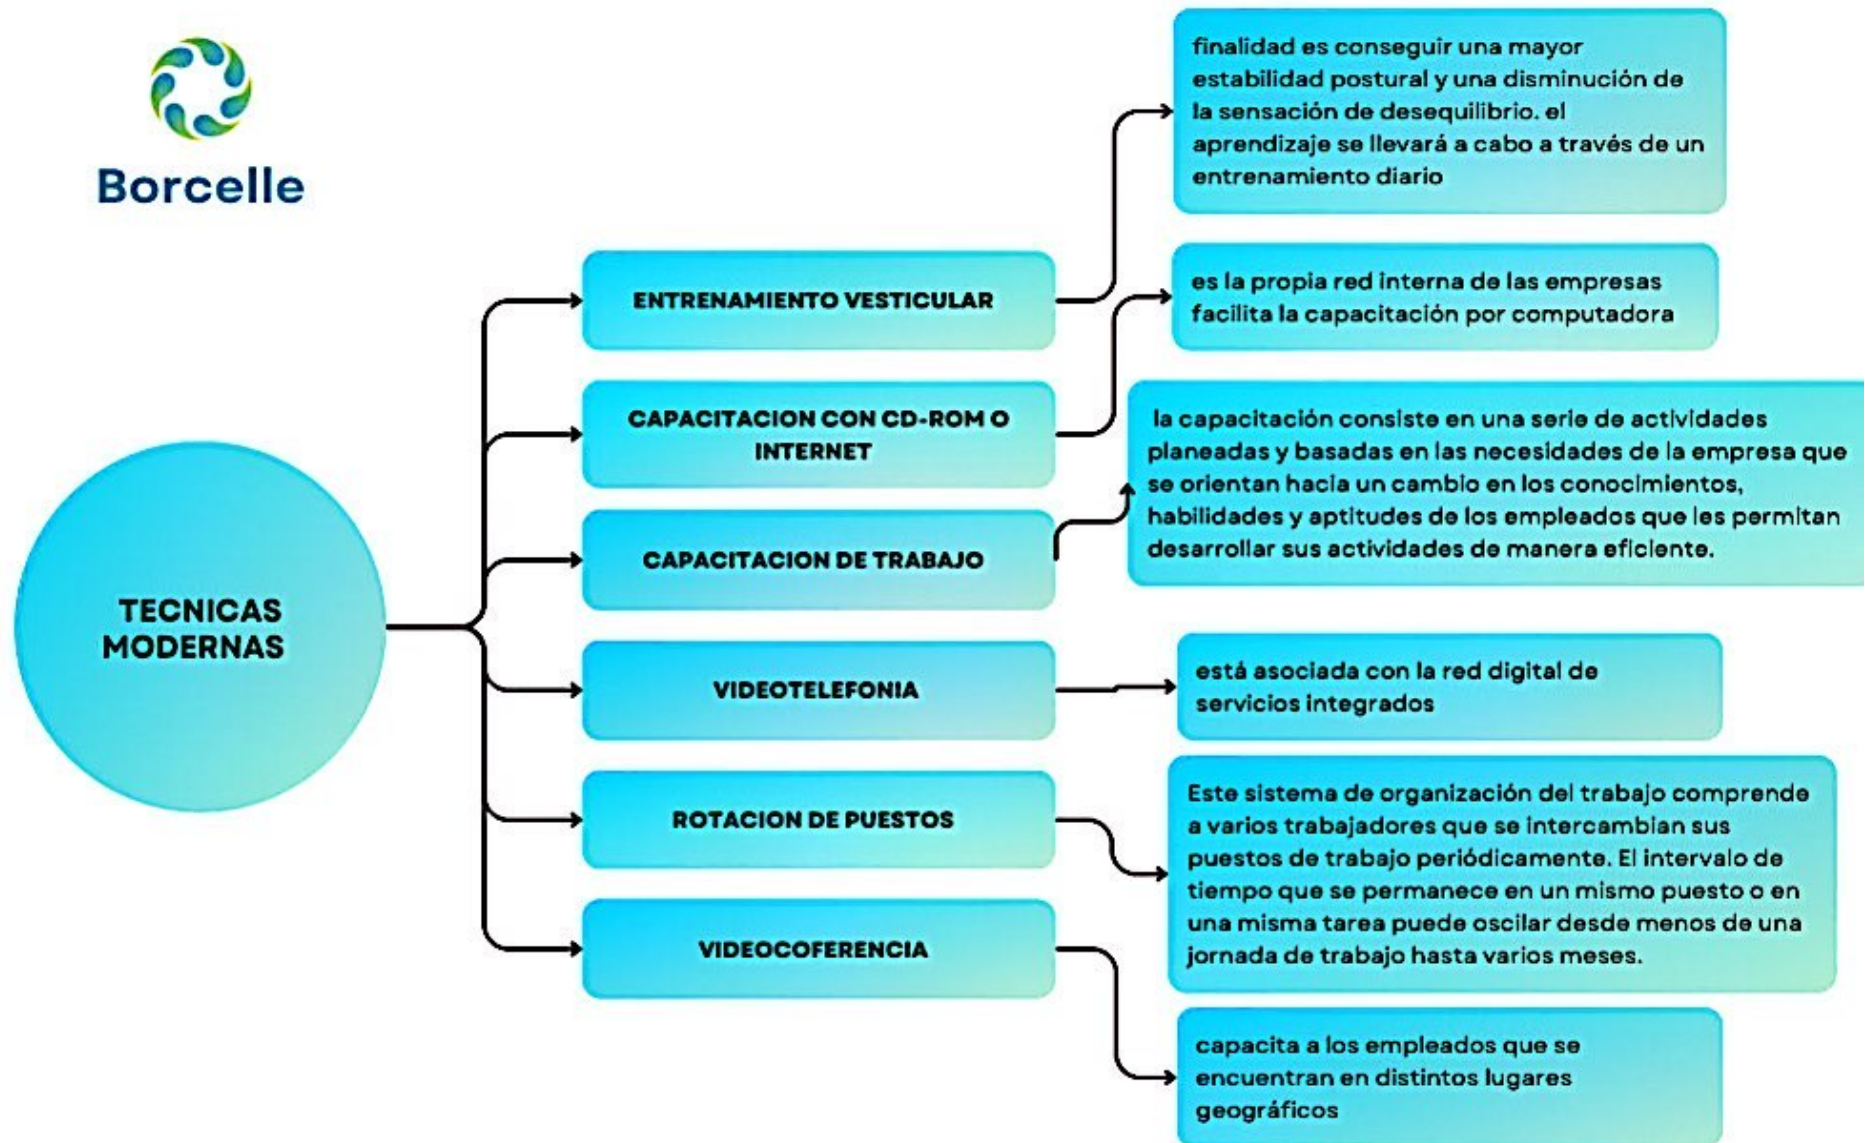 Borcelle
TECNICAS
MODERNAS
ENTRENAMIENTO VESTICULAR
finalidad es conseguir una mayor
estabilidad postural y una disminución de
la sensación de desequilibrio. el
aprendizaje se llevará a cabo a través de un
entrenamiento diario
CAPACITACION CON CD-ROM O
INTERNET
es la propia red interna de las empresas
facilita la capacitación por computadora
CAPACITACION DE TRABAJO
la capacitación consiste en una serie de actividades
planeadas y basadas en las necesidades de la empresa que
se orientan hacia un cambio en los conocimientos,
habilidades y aptitudes de los empleados que les permitan
desarrollar sus actividades de manera eficiente.
VIDEOTELEFONIA
está asociada con la red digital de
servicios integrados
ROTACION DE PUESTOS
Este sistema de organización del trabajo comprende
a varios trabajadores que se intercambian sus
puestos de trabajo periódicamente. El intervalo de
tiempo que se permanece en un mismo puesto o en
una misma tarea puede oscilar desde menos de una
jornada de trabajo hasta varios meses.
VIDEOCOFERENCIA
capacita a los empleados que se
encuentran en distintos lugares
geográficos